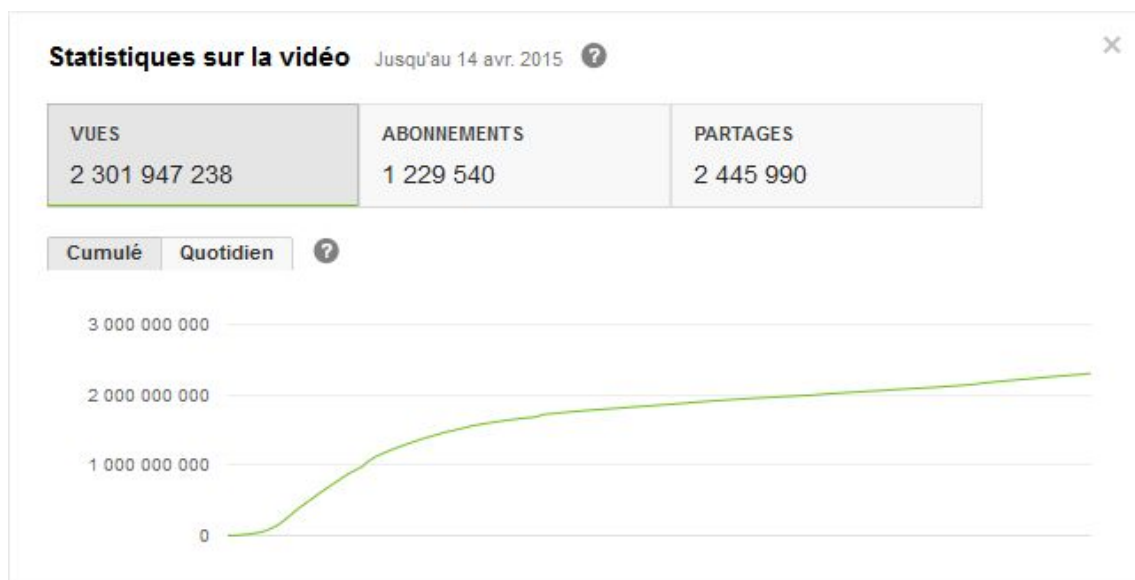 Statistiques sur la vidéo Jusqu'au 14 avr. 2015 ?
VUES ABONNEMENTS PARTAGES
2 301 947 238 1 229 540 2 445 990
Cumulé Quotidien ?
3 000 000 000
2 000 000 000
1 000 000 000
0